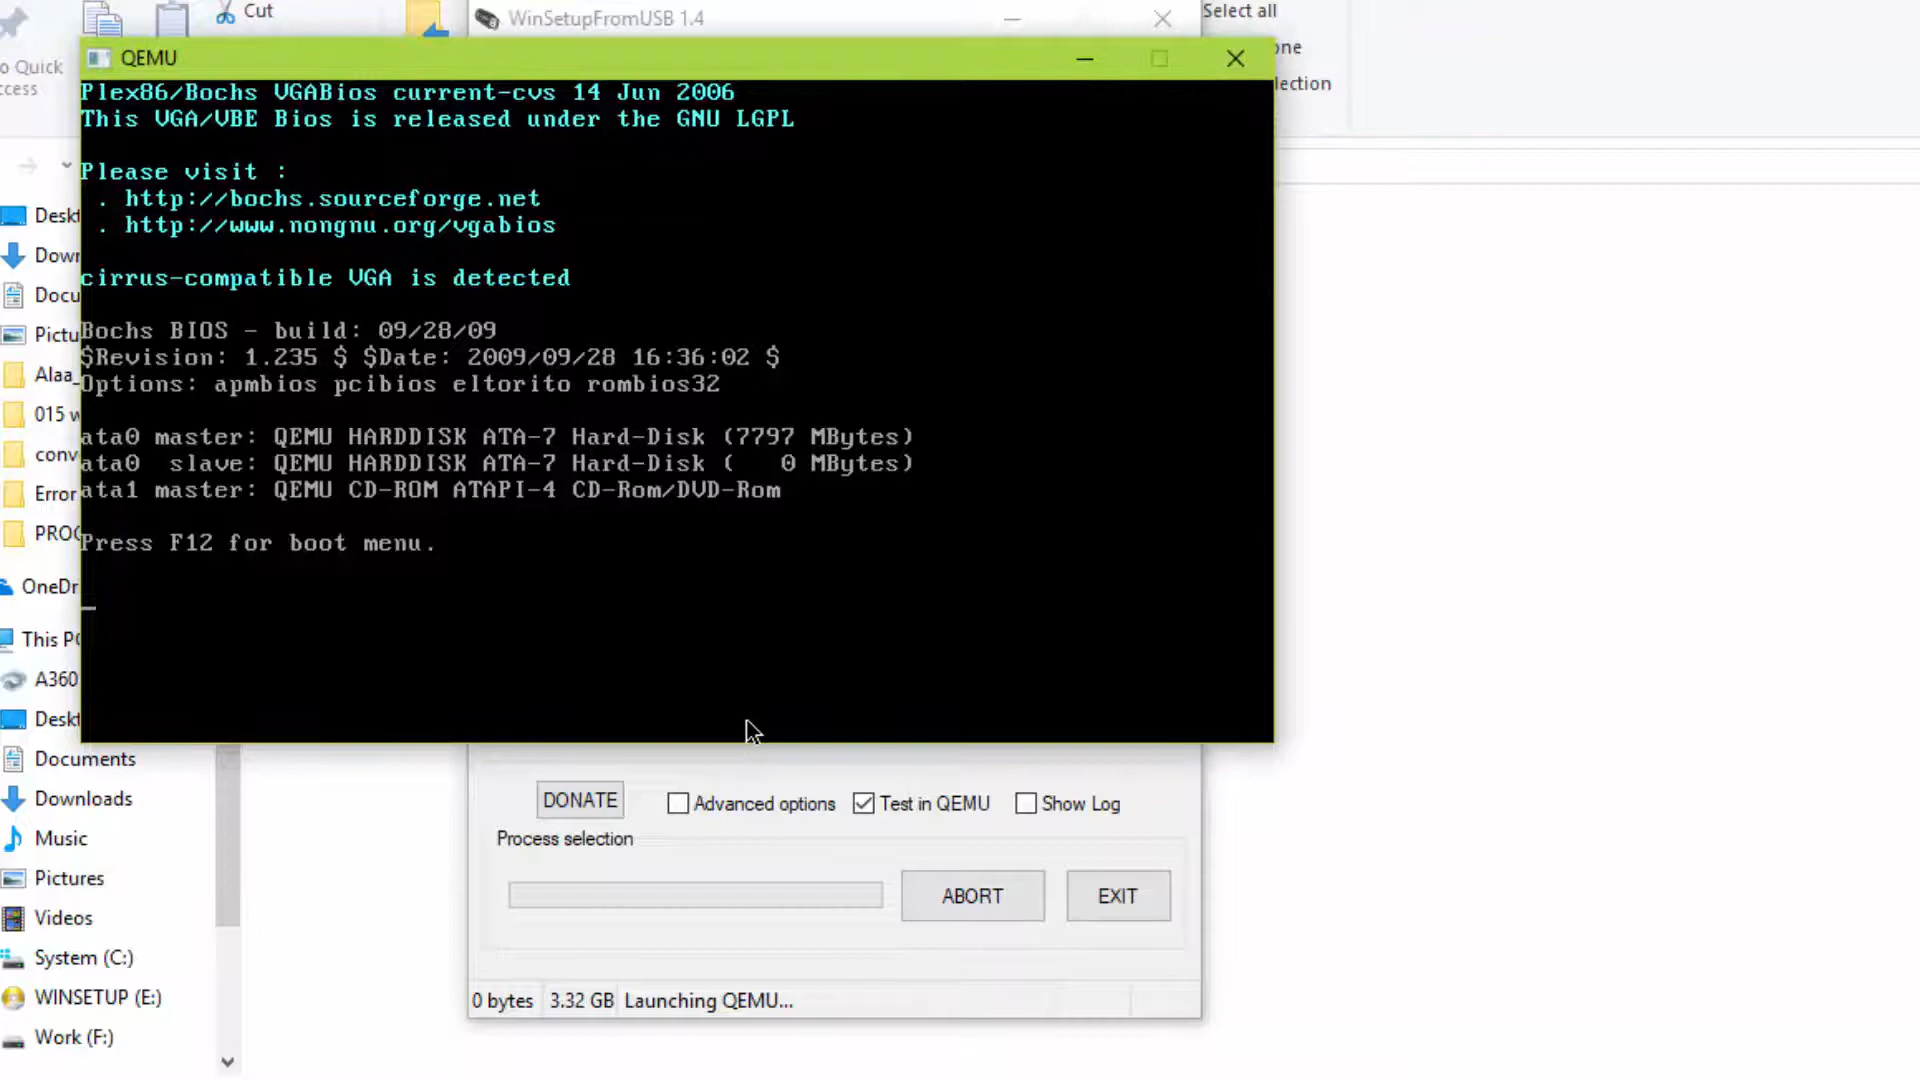 Cut
WinSetupFromUSB 1.4
Select all
o Quick
QEMU
Plex86/Bochs VGABios current-cvs 14 Jun 2006
This VGA/VBE Bios is released under the GNU LGPL
Please visit :
. http://bochs.sourceforge.net
. http://www.nongnu.org/vgabios
cirrus-compatible VGA is detected
Bochs BIOS - build: 09/28/09
$Revision: 1.235 $ $Date: 2009/09/28 16:36:02 $
Options: apmbios pcibios eltorito rombios32
ata0 master: QEMU HARDDISK ATA-7 Hard-Disk (7797 MBytes)
ata0  slave: QEMU HARDDISK ATA-7 Hard-Disk (   0 MBytes)
ata1 master: QEMU CD-ROM ATAPI-4 CD-Rom/DVD-Rom
Press F12 for boot menu.
one
lection
ccess
Deskt
Down
Docu
Pictu
Alaa_
015 w
conv
Error
PROG
OneDr
This PC
A360
Deskt
Documents
Downloads
Music
Pictures
Videos
System (C:)
WINSETUP (E:)
Work (F:)
DONATE
Advanced options
Test in QEMU
Show Log
Process selection
ABORT
EXIT
0 bytes
3.32 GB
Launching QEMU...